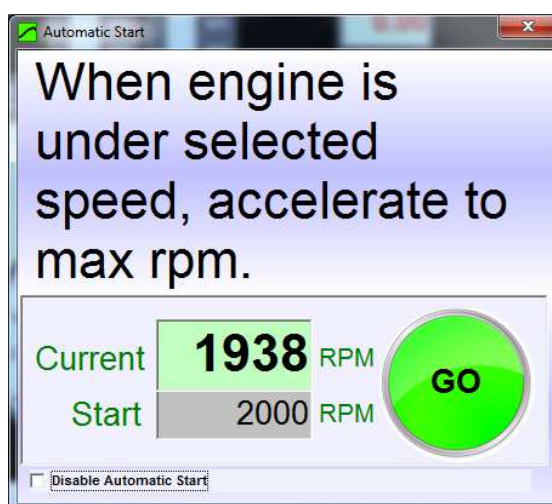 Automatic Start
When engine is
under selected
speed, accelerate to
max rpm.
Current 1938 RPM
GO
Start 2000 RPM
Disable Automatic Start